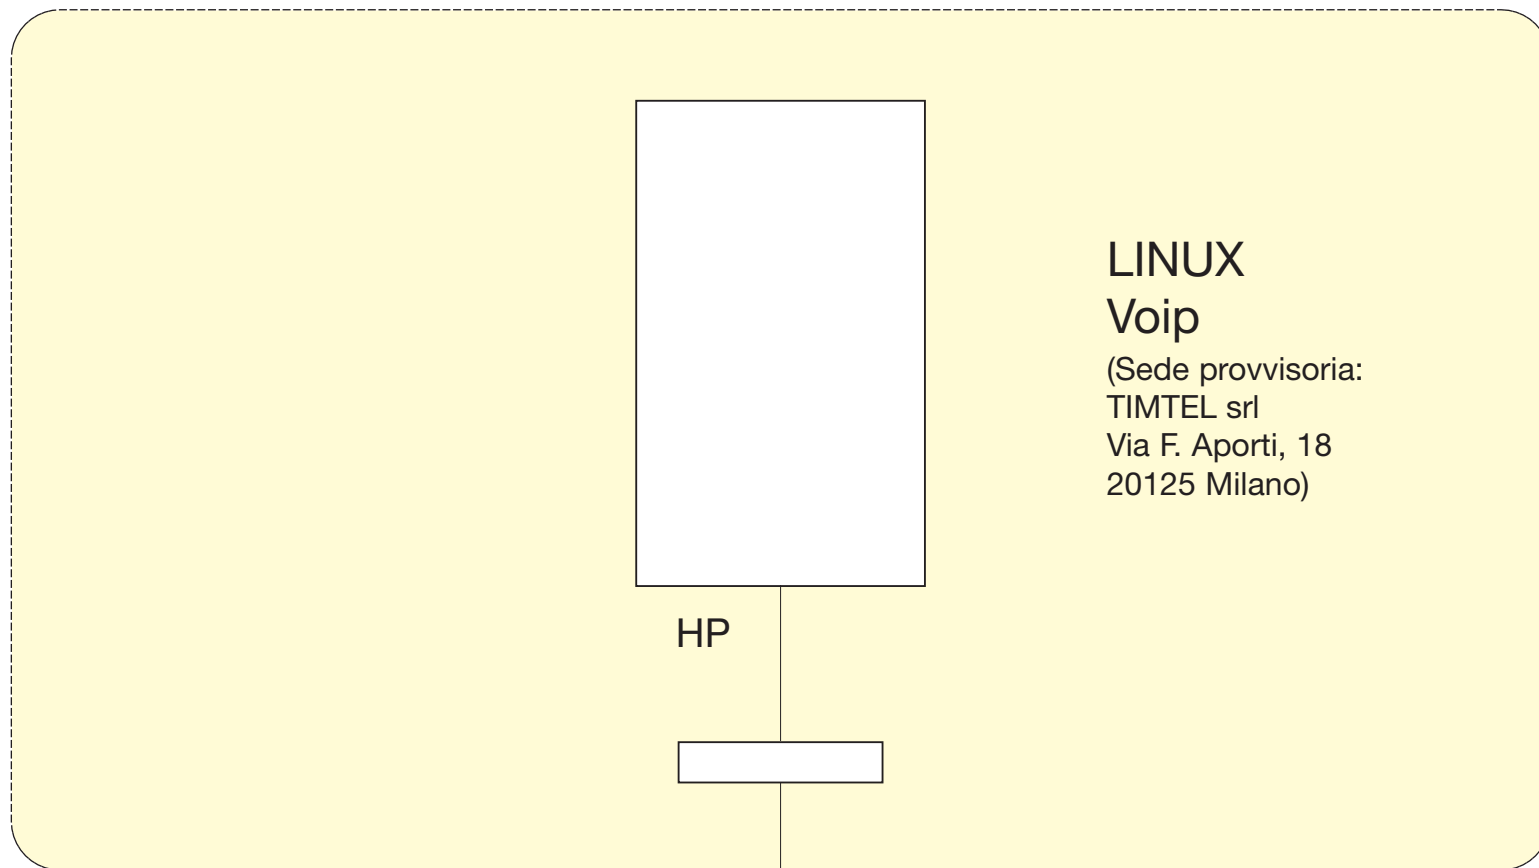 LINUX
Voip
(Sede provvisoria:
TIMTEL srl
Via F. Aporti, 18
20125 Milano)
HP